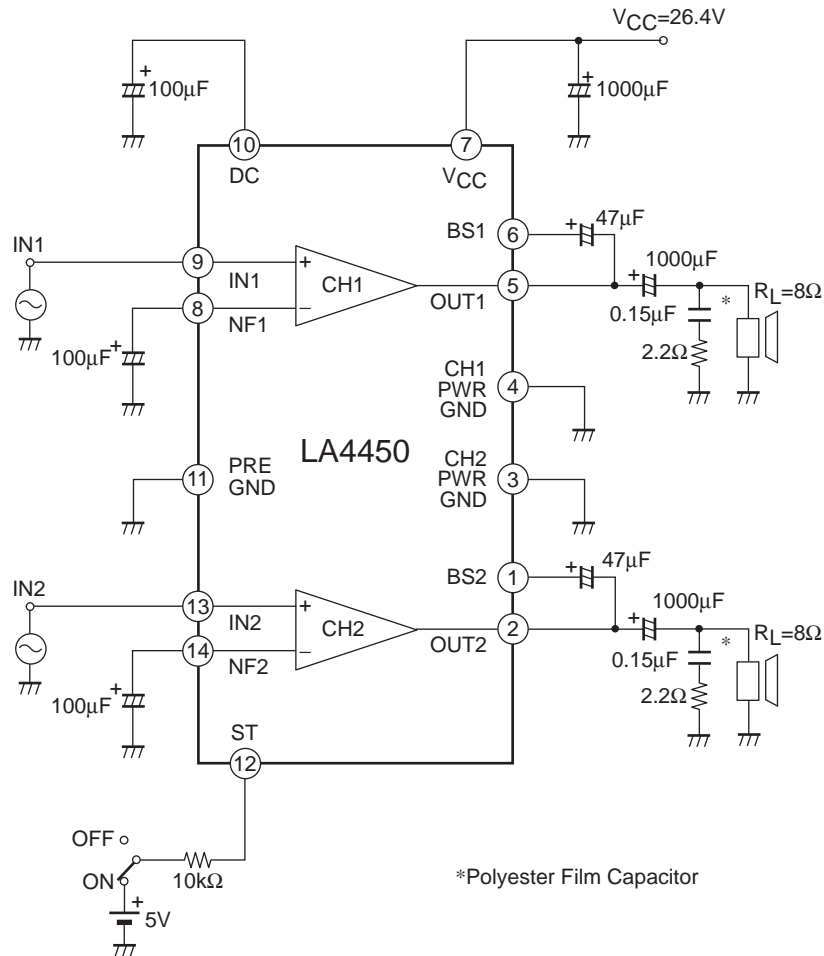 VCC=26.4V
+
100μF
+
1000μF
10
7
DC
VCC
47μF
BS1
6
+
IN1
1000μF
9
IN1
+
CH1
5
+
RL=8Ω
8
NF1
−
OUT1
0.15μF
*
+
100μF
2.2Ω
CH1
PWR
GND
4
LA4450
PRE
GND
11
CH2
PWR
GND
3
47μF
BS2
1
+
IN2
1000μF
13
IN2
+
CH2
2
+
RL=8Ω
14
NF2
−
OUT2
0.15μF
*
+
100μF
2.2Ω
ST
12
OFF
ON
10kΩ
*Polyester Film Capacitor
+
5V